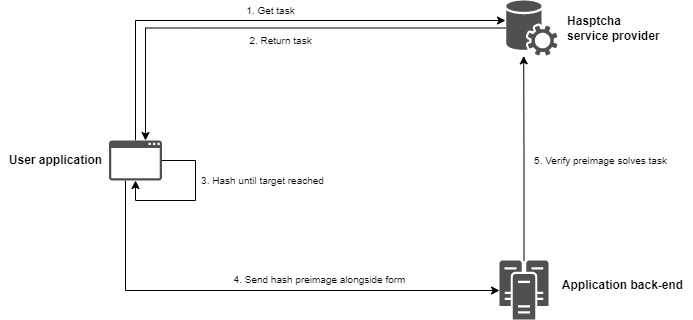 1. Get task
2. Return task
Hasptcha
service provider
User application
3. Hash until target reached
5. Verify preimage solves task
4. Send hash preimage alongside form
Application back-end